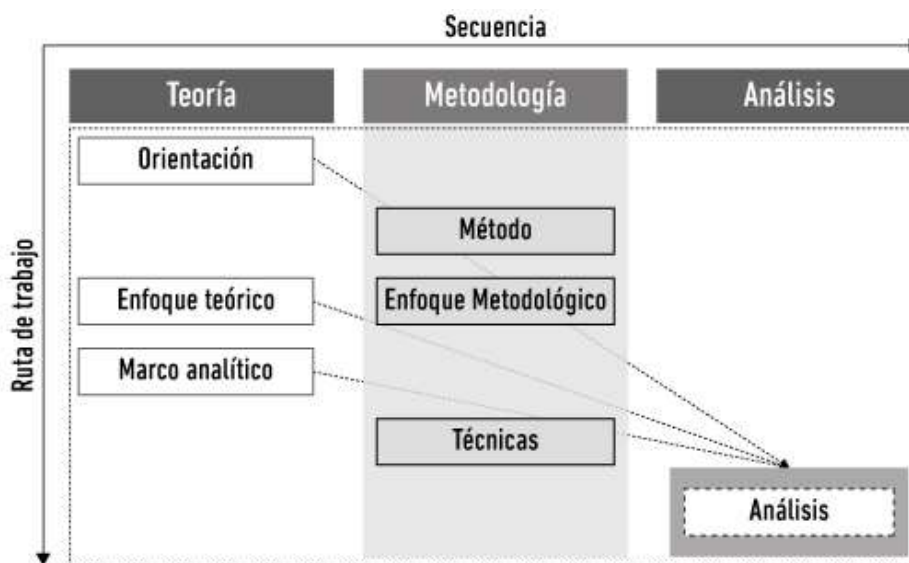 Secuencia
Ruta de trabajo
Teoría
Metodología
Análisis
Orientación
Método
Enfoque teórico
Enfoque Metodológico
Marco analítico
Técnicas
Análisis